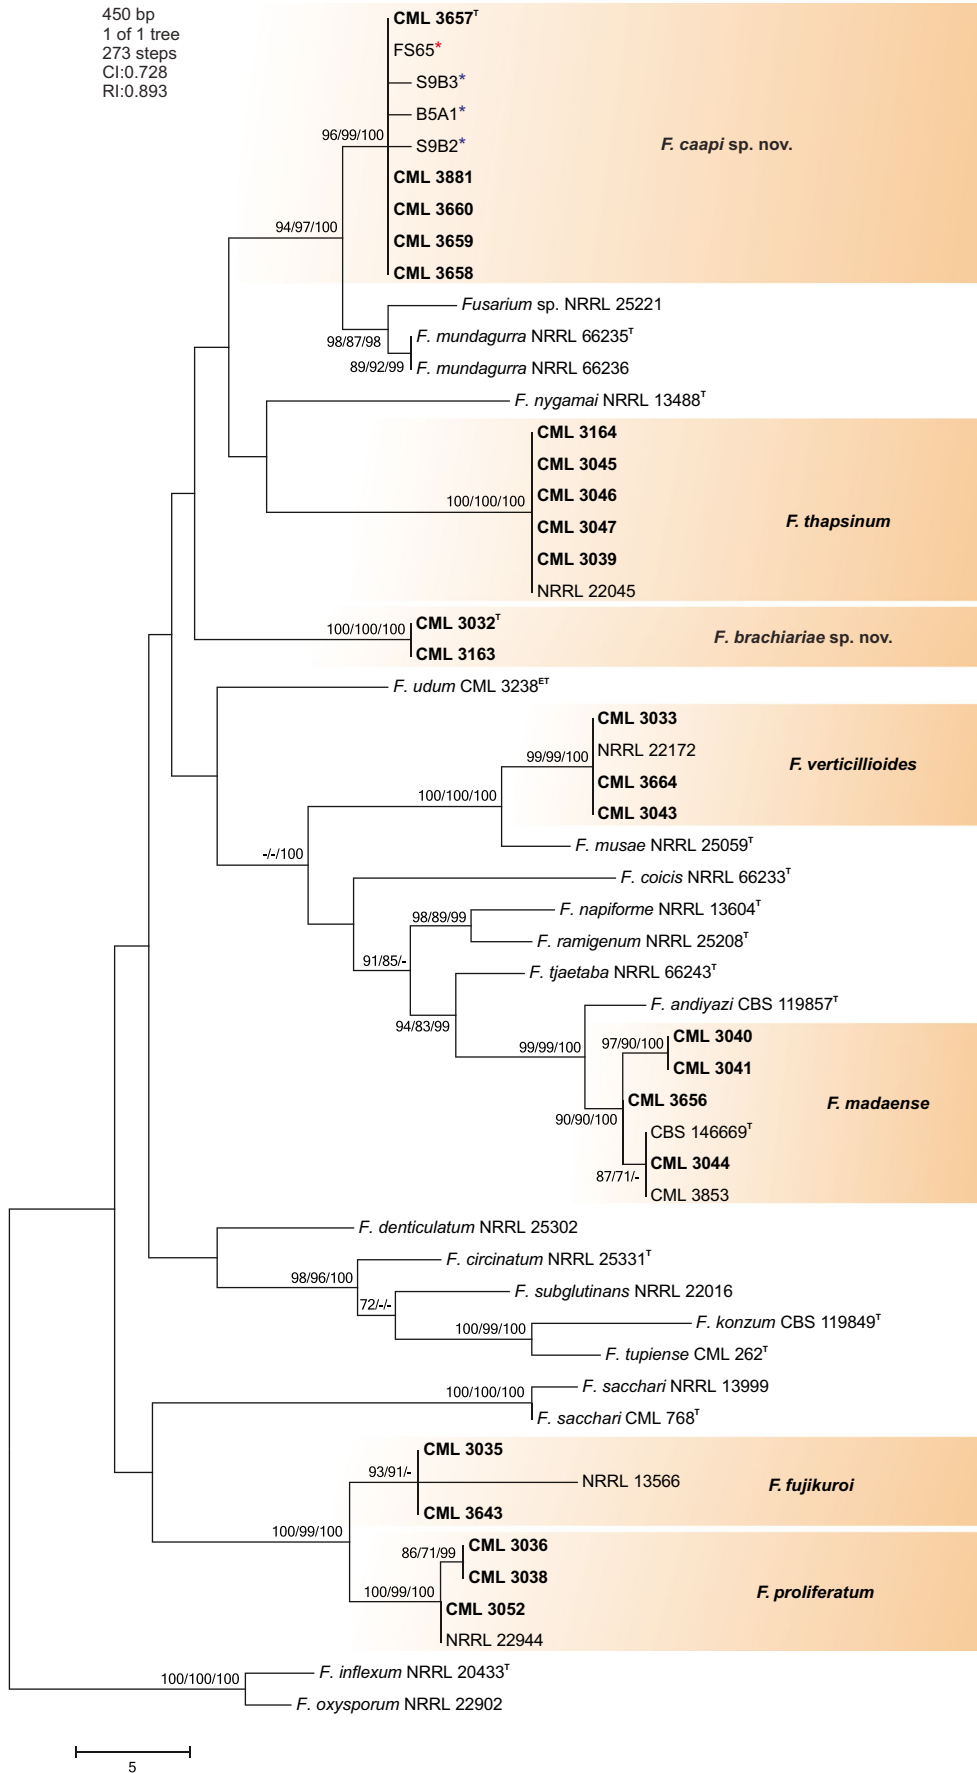 450 bp
1 of 1 tree
273 steps
CI:0.728
RI:0.893
CML 3657ᵀ
FS65*
S9B3*
B5A1*
96/99/100
S9B2*
F. caapi sp. nov.
CML 3881
CML 3660
94/97/100
CML 3659
CML 3658
Fusarium sp. NRRL 25221
98/87/98
F. mundagurra NRRL 66235ᵀ
89/92/99
F. mundagurra NRRL 66236
F. nygamai NRRL 13488ᵀ
CML 3164
CML 3045
100/100/100
CML 3046
CML 3047
F. thapsinum
CML 3039
NRRL 22045
100/100/100
CML 3032ᵀ
F. brachiariae sp. nov.
CML 3163
F. udum CML 3238ᴱᵀ
CML 3033
99/99/100
NRRL 22172
F. verticillioides
CML 3664
100/100/100
CML 3043
F. musae NRRL 25059ᵀ
-/-/100
F. coicis NRRL 66233ᵀ
98/89/99
F. napiforme NRRL 13604ᵀ
F. ramigenum NRRL 25208ᵀ
91/85/-
F. tjaetaba NRRL 66243ᵀ
94/83/99
F. andiyazi CBS 119857ᵀ
99/99/100
97/90/100
CML 3040
CML 3041
CML 3656
F. madaense
90/90/100
CBS 146669ᵀ
CML 3044
87/71/-
CML 3853
F. denticulatum NRRL 25302
98/96/100
F. circinatum NRRL 25331ᵀ
72/-/-
F. subglutinans NRRL 22016
100/99/100
F. konzum CBS 119849ᵀ
F. tupiense CML 262ᵀ
100/100/100
F. sacchari NRRL 13999
F. sacchari CML 768ᵀ
CML 3035
93/91/-
NRRL 13566
F. fujikuroi
CML 3643
100/99/100
CML 3036
86/71/99
CML 3038
100/99/100
F. proliferatum
CML 3052
NRRL 22944
100/100/100
F. inflexum NRRL 20433ᵀ
F. oxysporum NRRL 22902
5